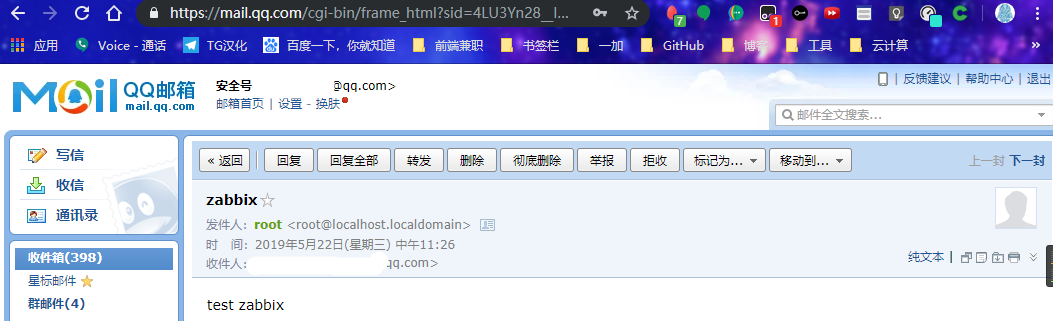 https://mail.qq.com/cgi-bin/frame_html?sid=4LU3Yn28__l...
7
1
应用 Voice - 通话 TG汉化 百度一下,你就知道 前端兼职 书签栏 一加 GitHub 博客 工具 云计算 »
Mail QQ邮箱 mail.qq.com
安全号 @qq.com>
邮箱首页 | 设置 - 换肤
| 反馈建议 | 帮助中心 | 退出
邮件全文搜索...
写信
收信
通讯录
收件箱(398)
星标邮件
群邮件(4)
« 返回 回复 回复全部 转发 删除 彻底删除 举报 拒收 标记为... 移动到... 上一封 下一封
zabbix☆
发件人: root <root@localhost.localdomain>
时 间: 2019年5月22日(星期三) 中午11:26
收件人: qq.com>
纯文本 |
test zabbix